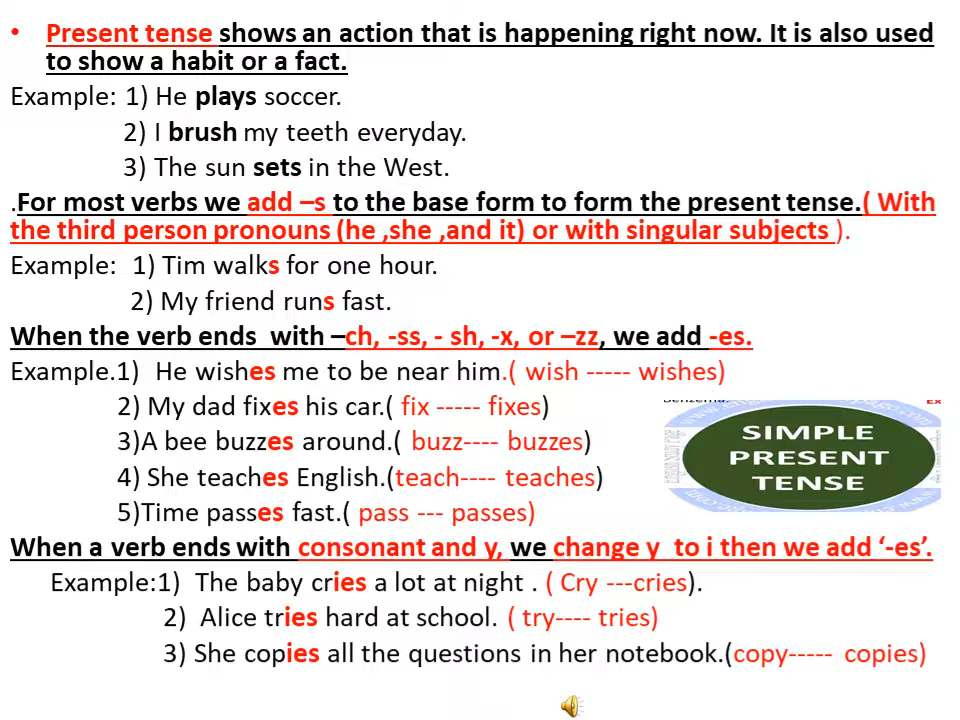 • Present tense shows an action that is happening right now. It is also used
to show a habit or a fact.
Example: 1) He plays soccer.
2) I brush my teeth everyday.
3) The sun sets in the West.
.For most verbs we add –s to the base form to form the present tense.( With
the third person pronouns (he ,she ,and it) or with singular subjects ).
Example: 1) Tim walks for one hour.
2) My friend runs fast.
When the verb ends with –ch, -ss, - sh, -x, or –zz, we add -es.
Example.1) He wishes me to be near him.( wish ----- wishes)
2) My dad fixes his car.( fix ----- fixes)
3)A bee buzzes around.( buzz---- buzzes)
4) She teaches English.(teach---- teaches)
5)Time passes fast.( pass --- passes)
SIMPLE
PRESENT
TENSE
When a verb ends with consonant and y, we change y to i then we add ‘-es’.
Example:1) The baby cries a lot at night . ( Cry ---cries).
2) Alice tries hard at school. ( try---- tries)
3) She copies all the questions in her notebook.(copy----- copies)